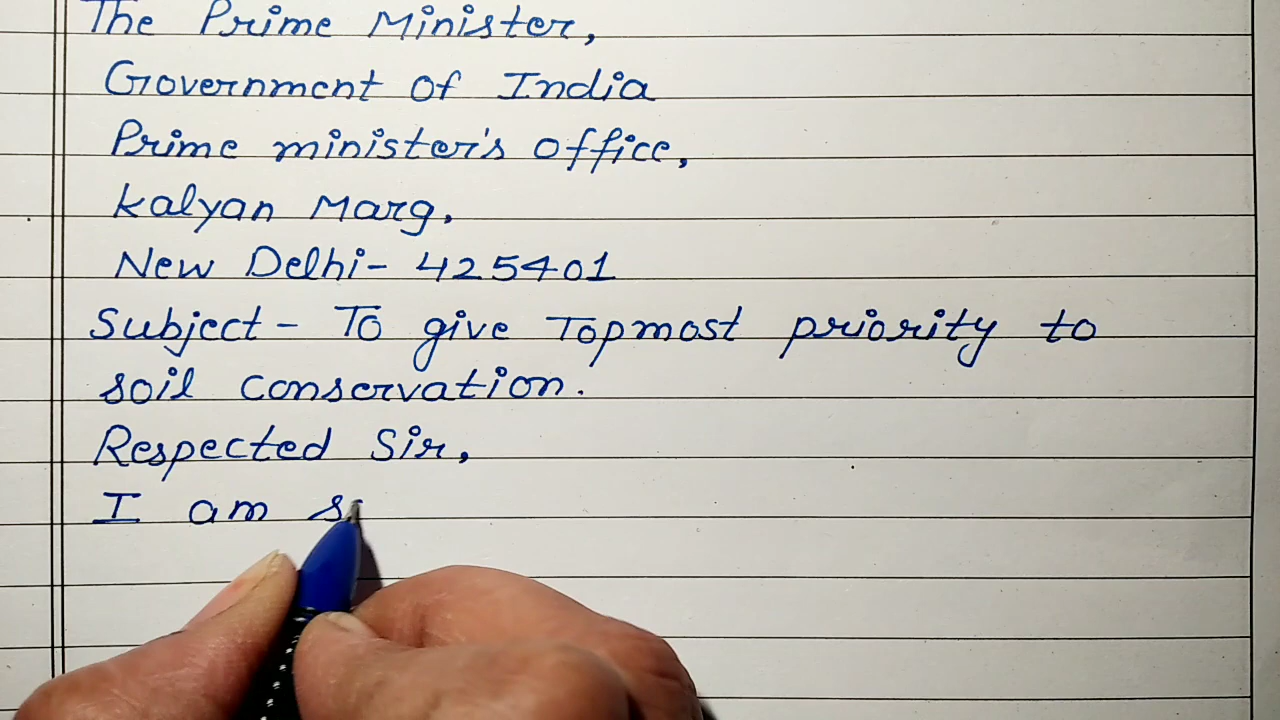 The Prime Minister,
Government of India
Prime minister's office,
Kalyan Marg,
New Delhi- 425401
Subject - To give Topmost priority to
soil conservation.
Respected Sir,
I am